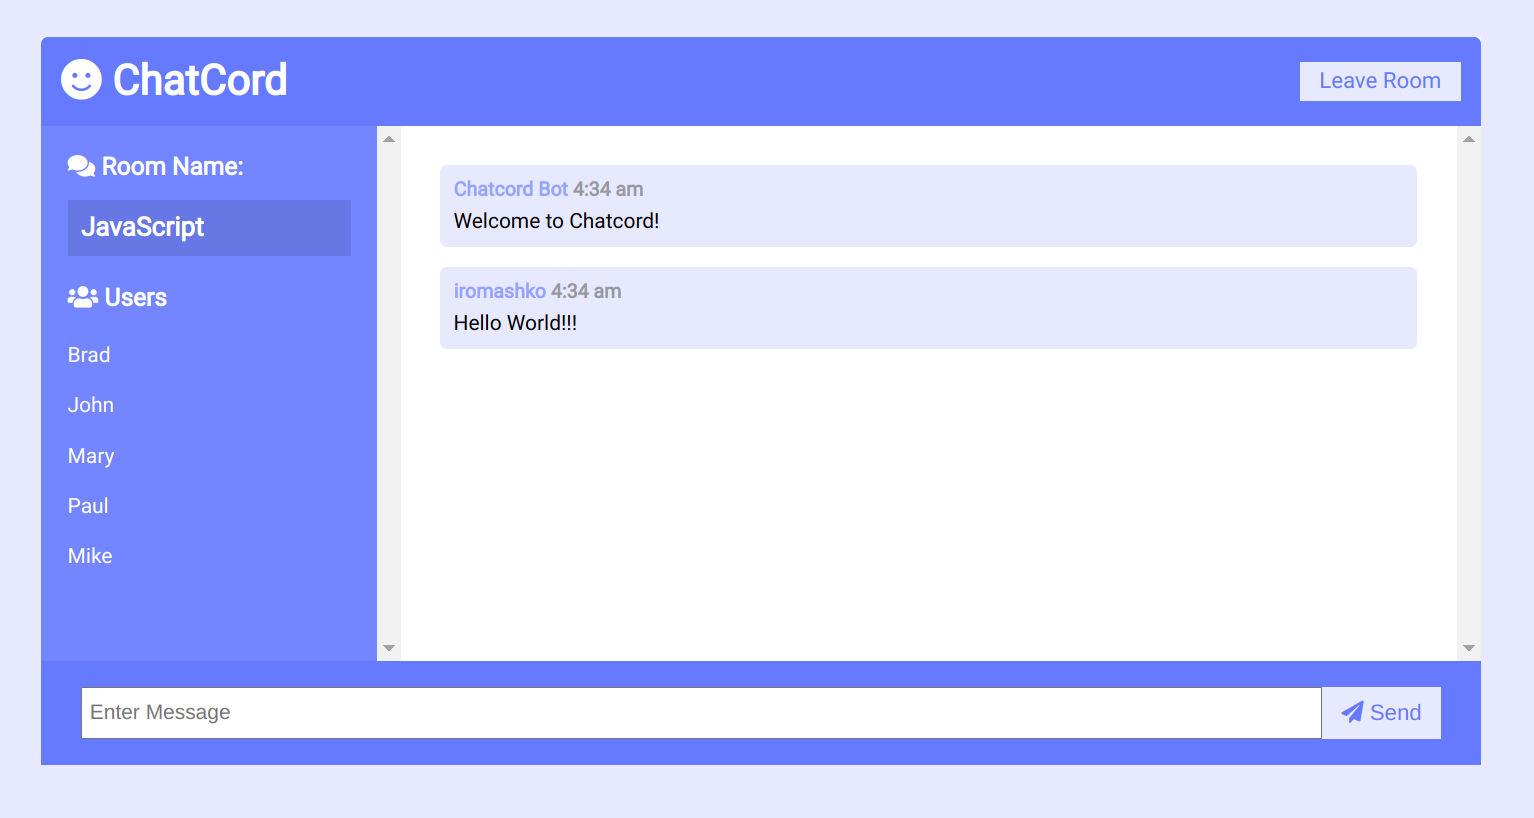 ChatCord
Leave Room
Room Name:
JavaScript
Users
Brad
John
Mary
Paul
Mike
Chatcord Bot 4:34 am
Welcome to Chatcord!
iromashko 4:34 am
Hello World!!!
Enter Message
Send